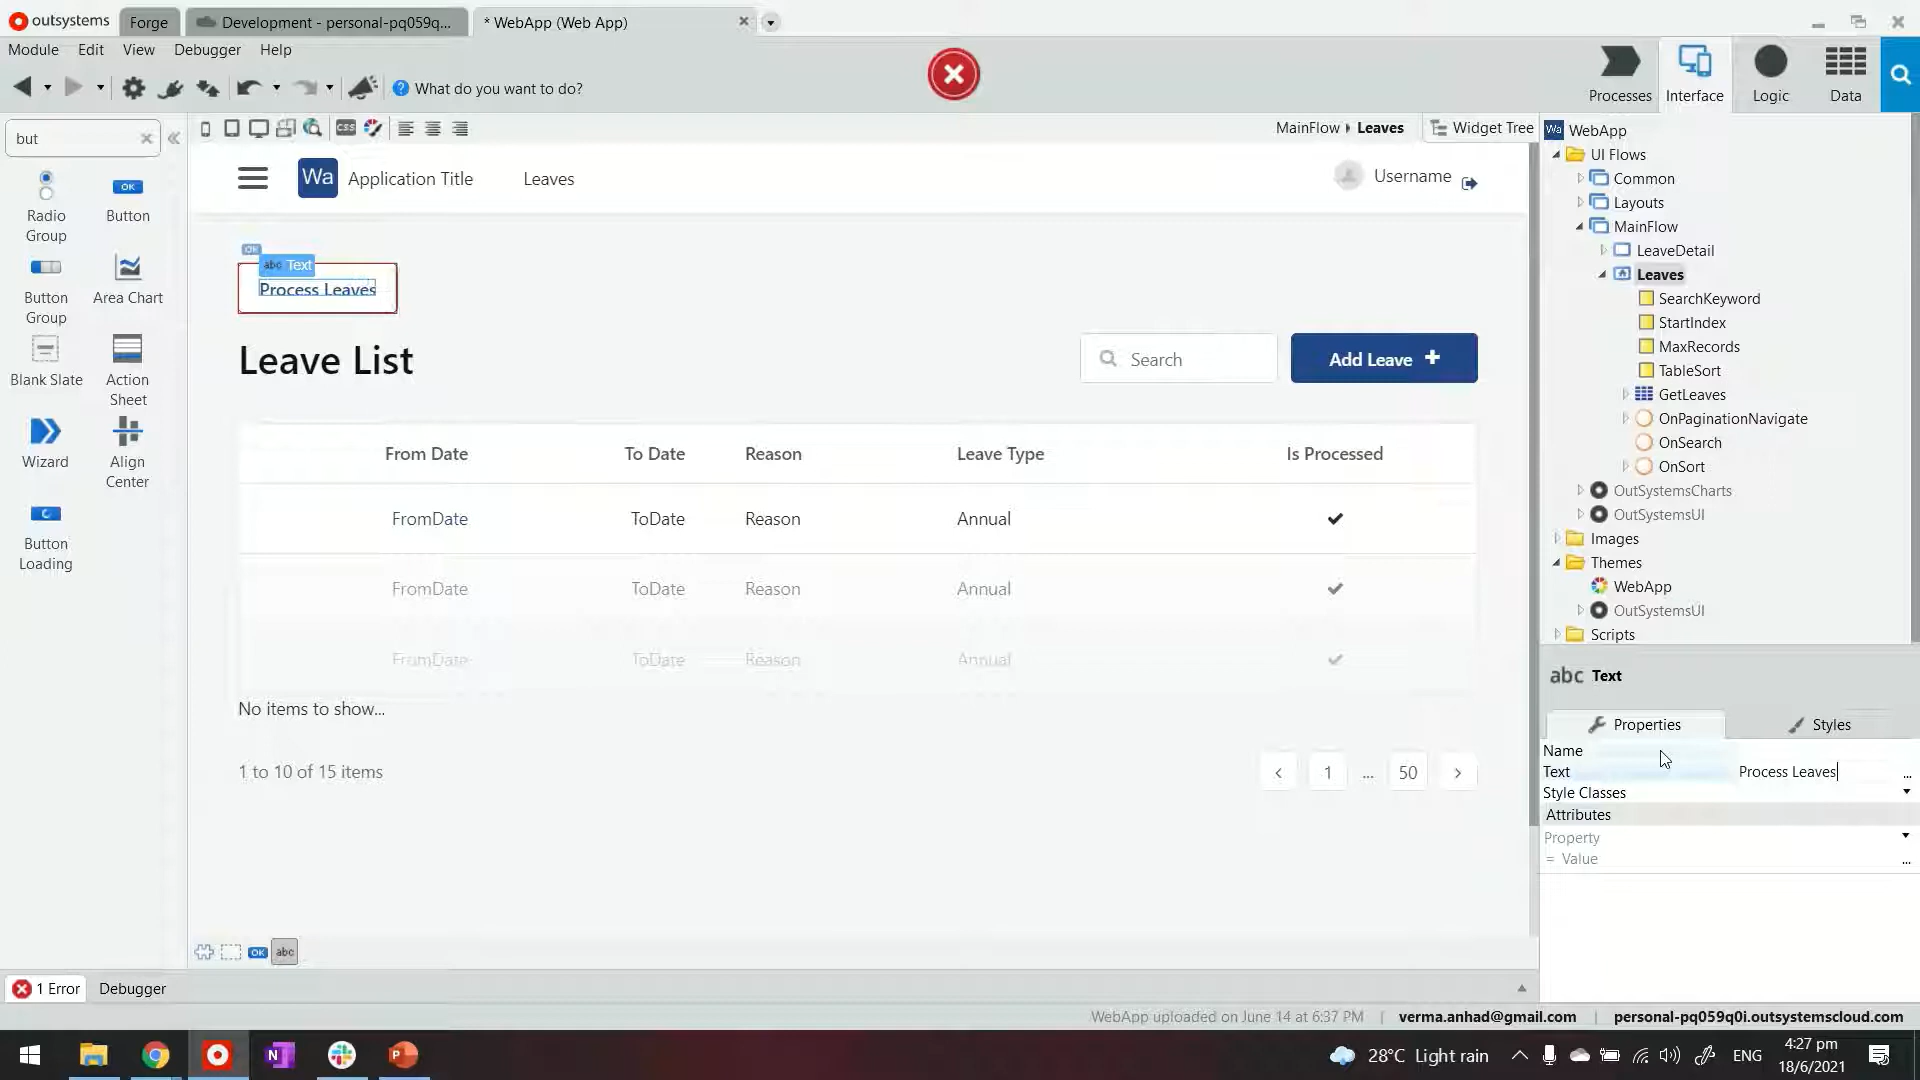 outsystems
Forge
Development - personal-pq059q...
* WebApp (Web App)
Module Edit View Debugger Help
What do you want to do?
Processes Interface Logic Data
but
Radio Group
Button
Button Group
Area Chart
Blank Slate
Action Sheet
Wizard
Align Center
Button Loading
CSS
MainFlow Leaves
Widget Tree
Wa
Application Title
Leaves
Username
OK
abc Text
Process Leaves
Leave List
Search
Add Leave
From Date To Date Reason Leave Type Is Processed
FromDate ToDate Reason Annual
FromDate ToDate Reason Annual
FromDate ToDate Reason Annual
No items to show...
1 to 10 of 15 items
1 ... 50
OK abc
Wa WebApp
UI Flows
Common
Layouts
MainFlow
LeaveDetail
Leaves
SearchKeyword
StartIndex
MaxRecords
TableSort
GetLeaves
OnPaginationNavigate
OnSearch
OnSort
OutSystemsCharts
OutSystemsUI
Images
Themes
WebApp
OutSystemsUI
Scripts
abc Text
Properties Styles
Name
Text Process Leaves ...
Style Classes
Attributes
Property
= Value ...
1 Error Debugger
WebApp uploaded on June 14 at 6:37 PM | verma.anhad@gmail.com | personal-pq059q0i.outsystemscloud.com
28°C Light rain
ENG
4:27 pm
18/6/2021